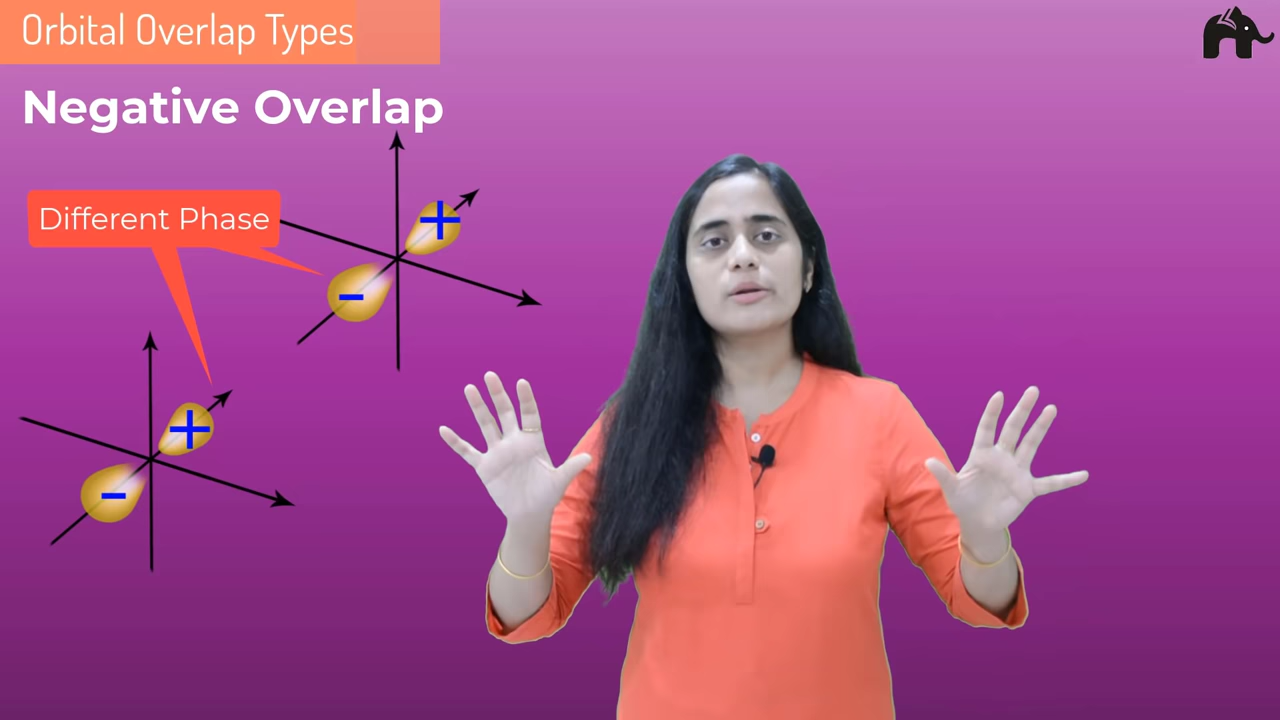 Orbital Overlap Types
Negative Overlap
Different Phase
+
−
+
−